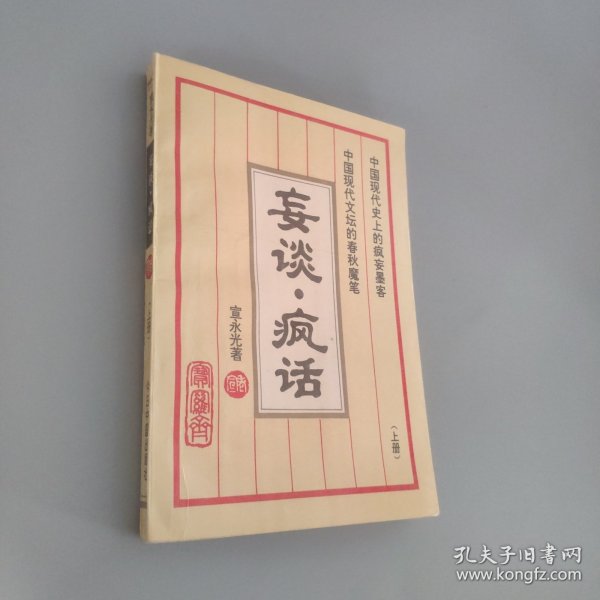 中国现代史上的疯妄墨客
中国现代文坛的春秋魔笔
妄谈·疯话
宣永光著
（上册）
（上册）
孔夫子旧书网
www.kongfz.com